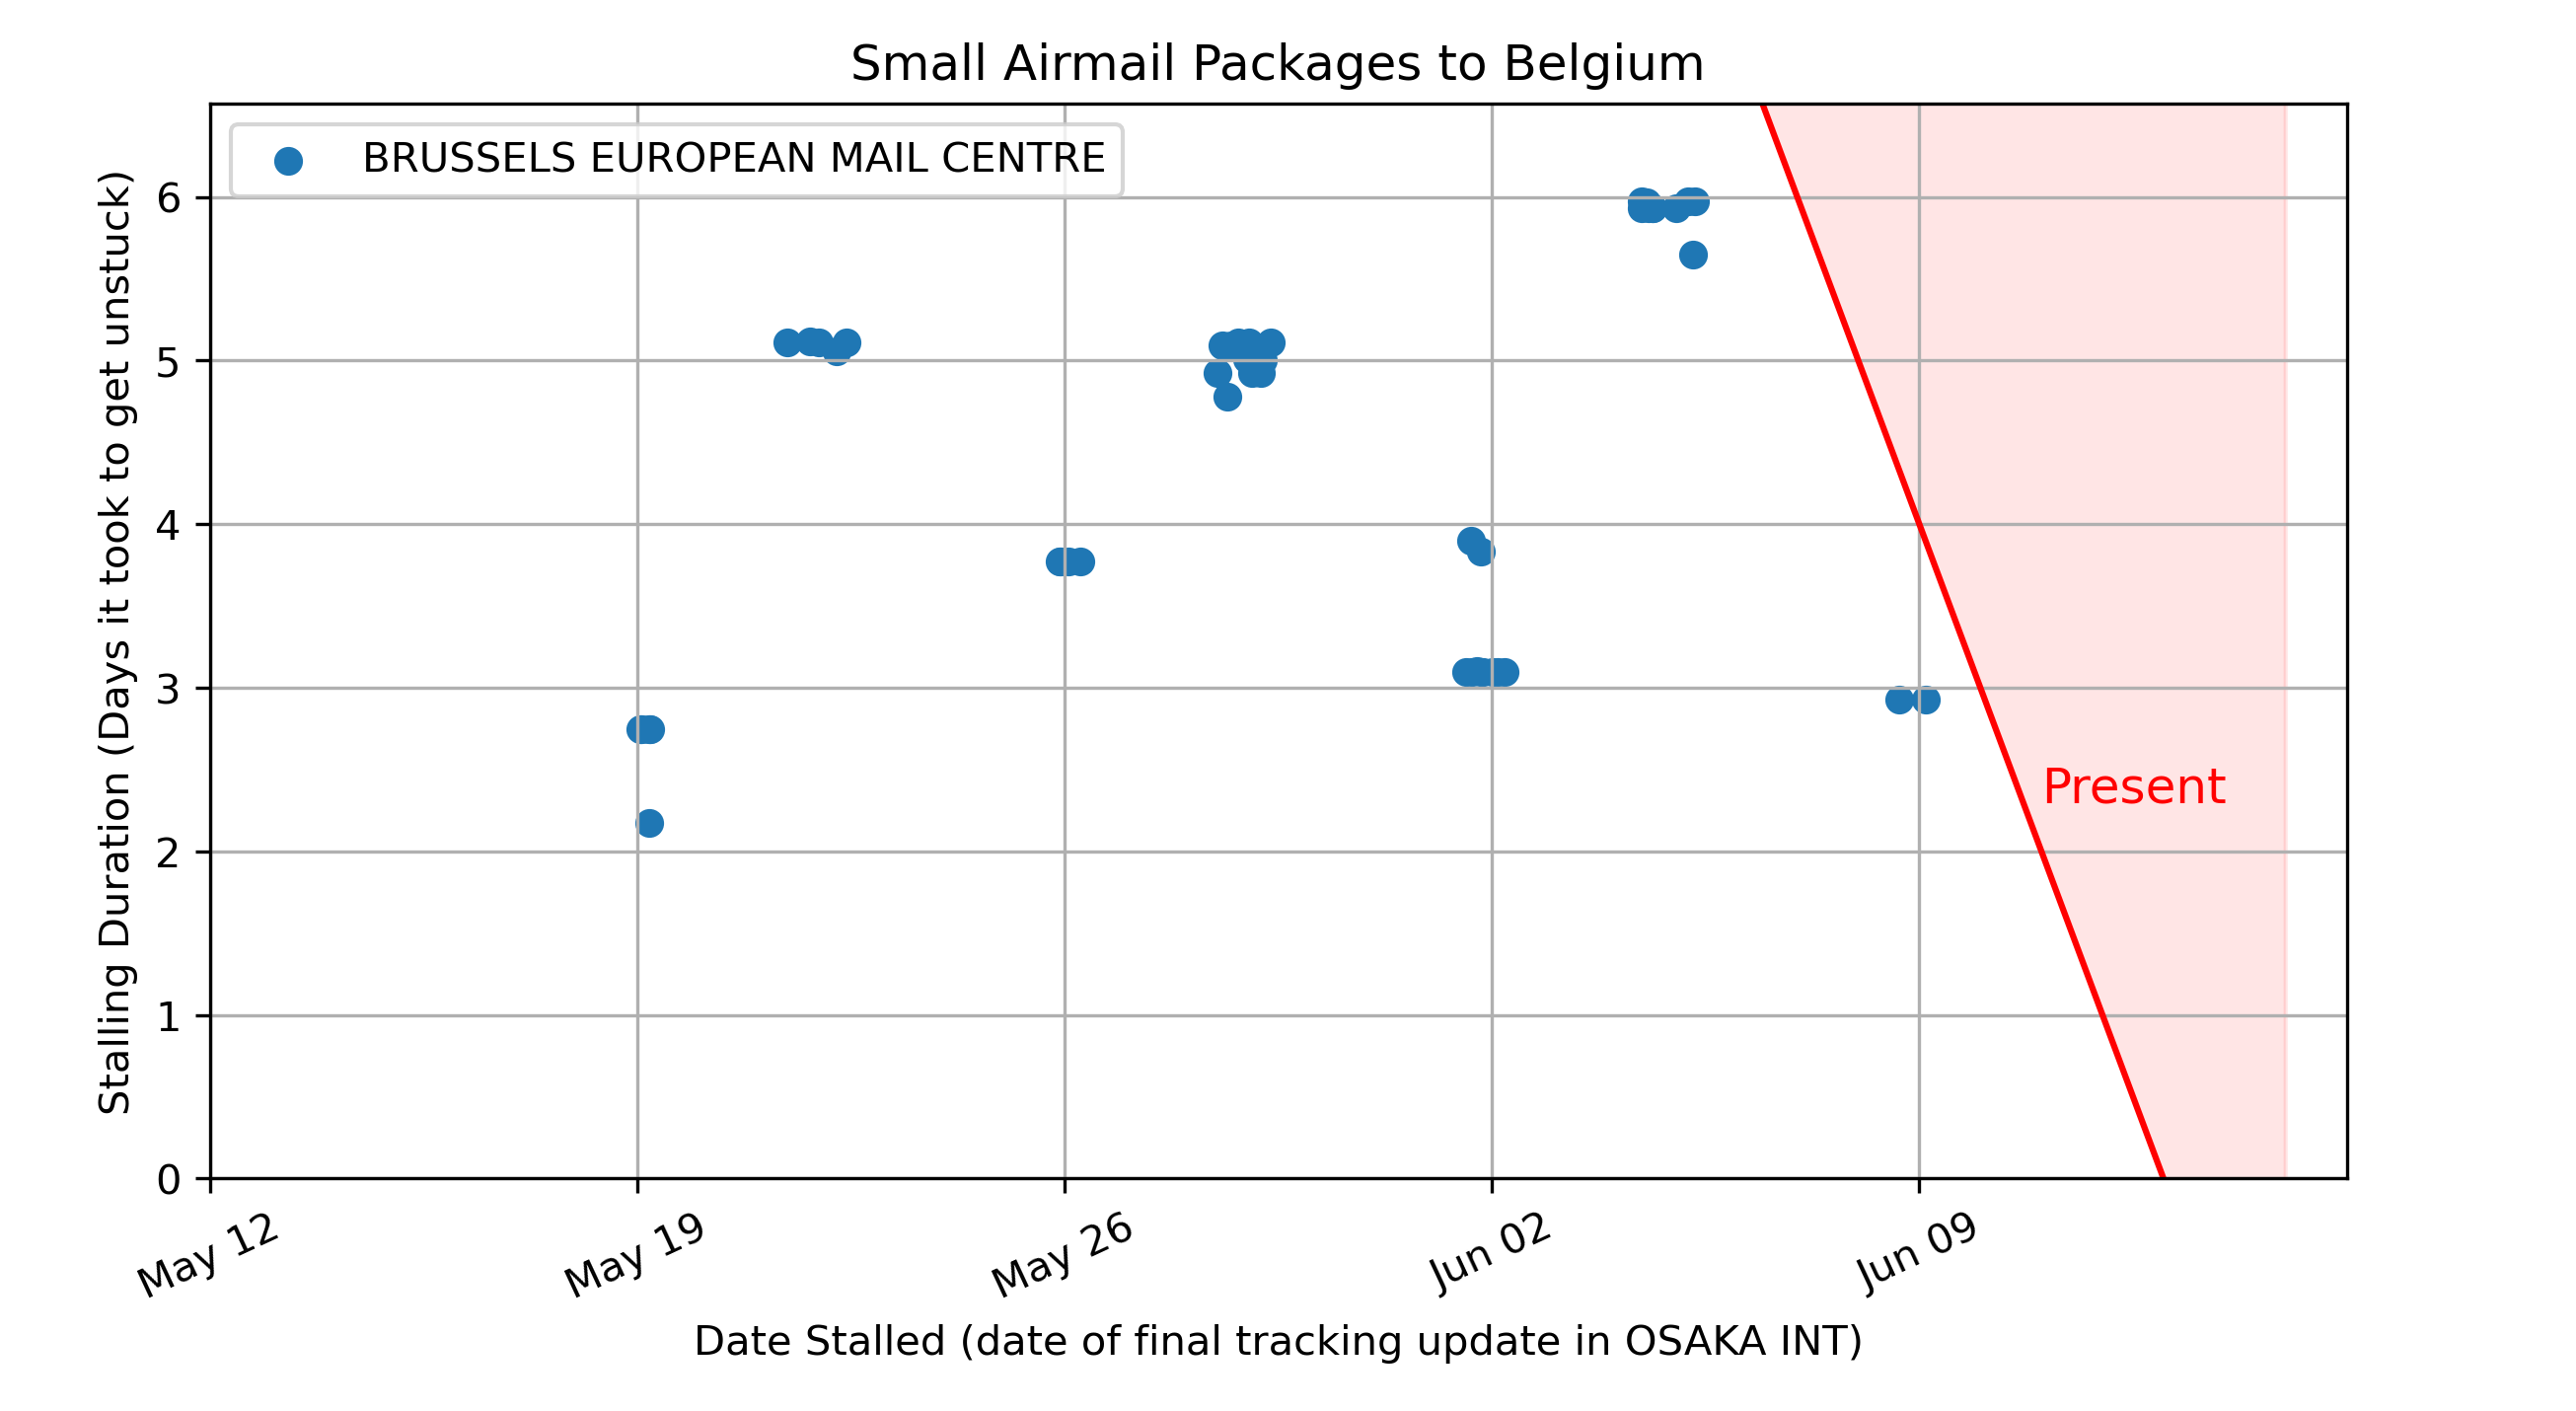 Small Airmail Packages to Belgium
BRUSSELS EUROPEAN MAIL CENTRE
Stalling Duration (Days it took to get unstuck)
6
5
4
3
2
1
0
Present
May 12
May 19
May 26
Jun 02
Jun 09
Date Stalled (date of final tracking update in OSAKA INT)